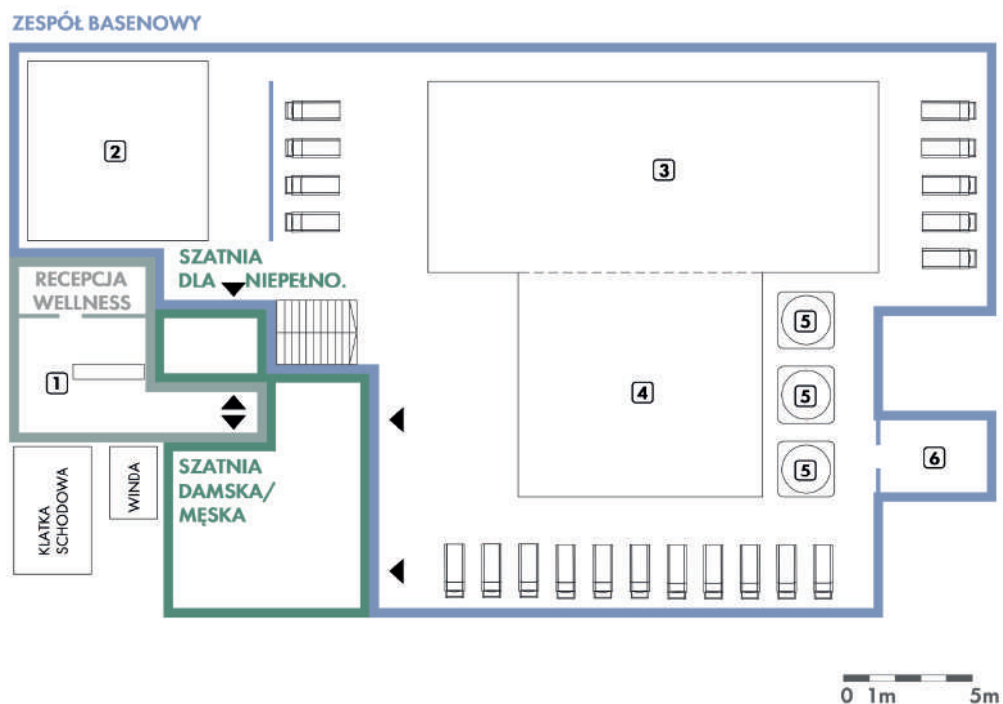 ZESPÓŁ BASENOWY
2
3
SZATNIA
DLA NIEPEŁNO.
RECEPCJA
WELLNESS
1
5
4
5
5
6
SZATNIA
DAMSKA/
MĘSKA
KLATKA
SCHODOWA
WINDA
0 1m 5m